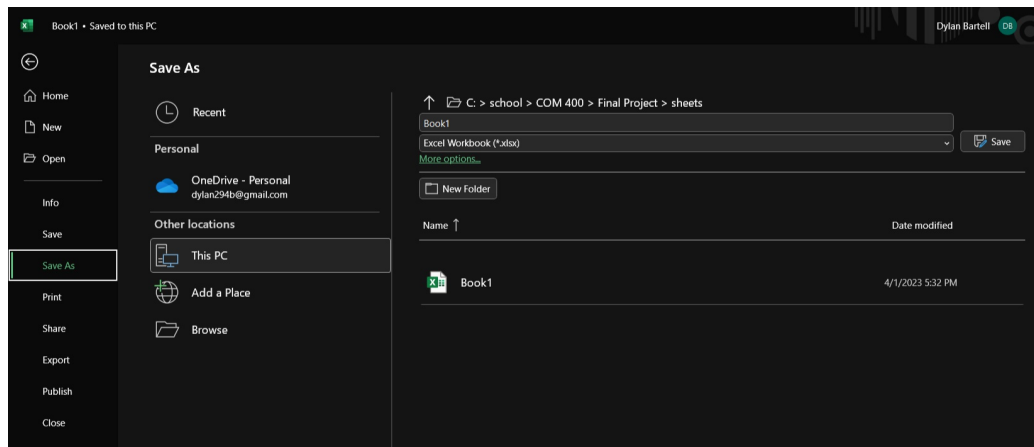 Book1 • Saved to this PC
Dylan Bartell DB
Home
New
Open
Info
Save
Save As
Print
Share
Export
Publish
Close
Save As
Recent
Personal
OneDrive - Personal
dylan294b@gmail.com
Other locations
This PC
Add a Place
Browse
C: > school > COM 400 > Final Project > sheets
Book1
Excel Workbook (*.xlsx)
Save
More options...
New Folder
Name ↑ Date modified
Book1 4/1/2023 5:32 PM